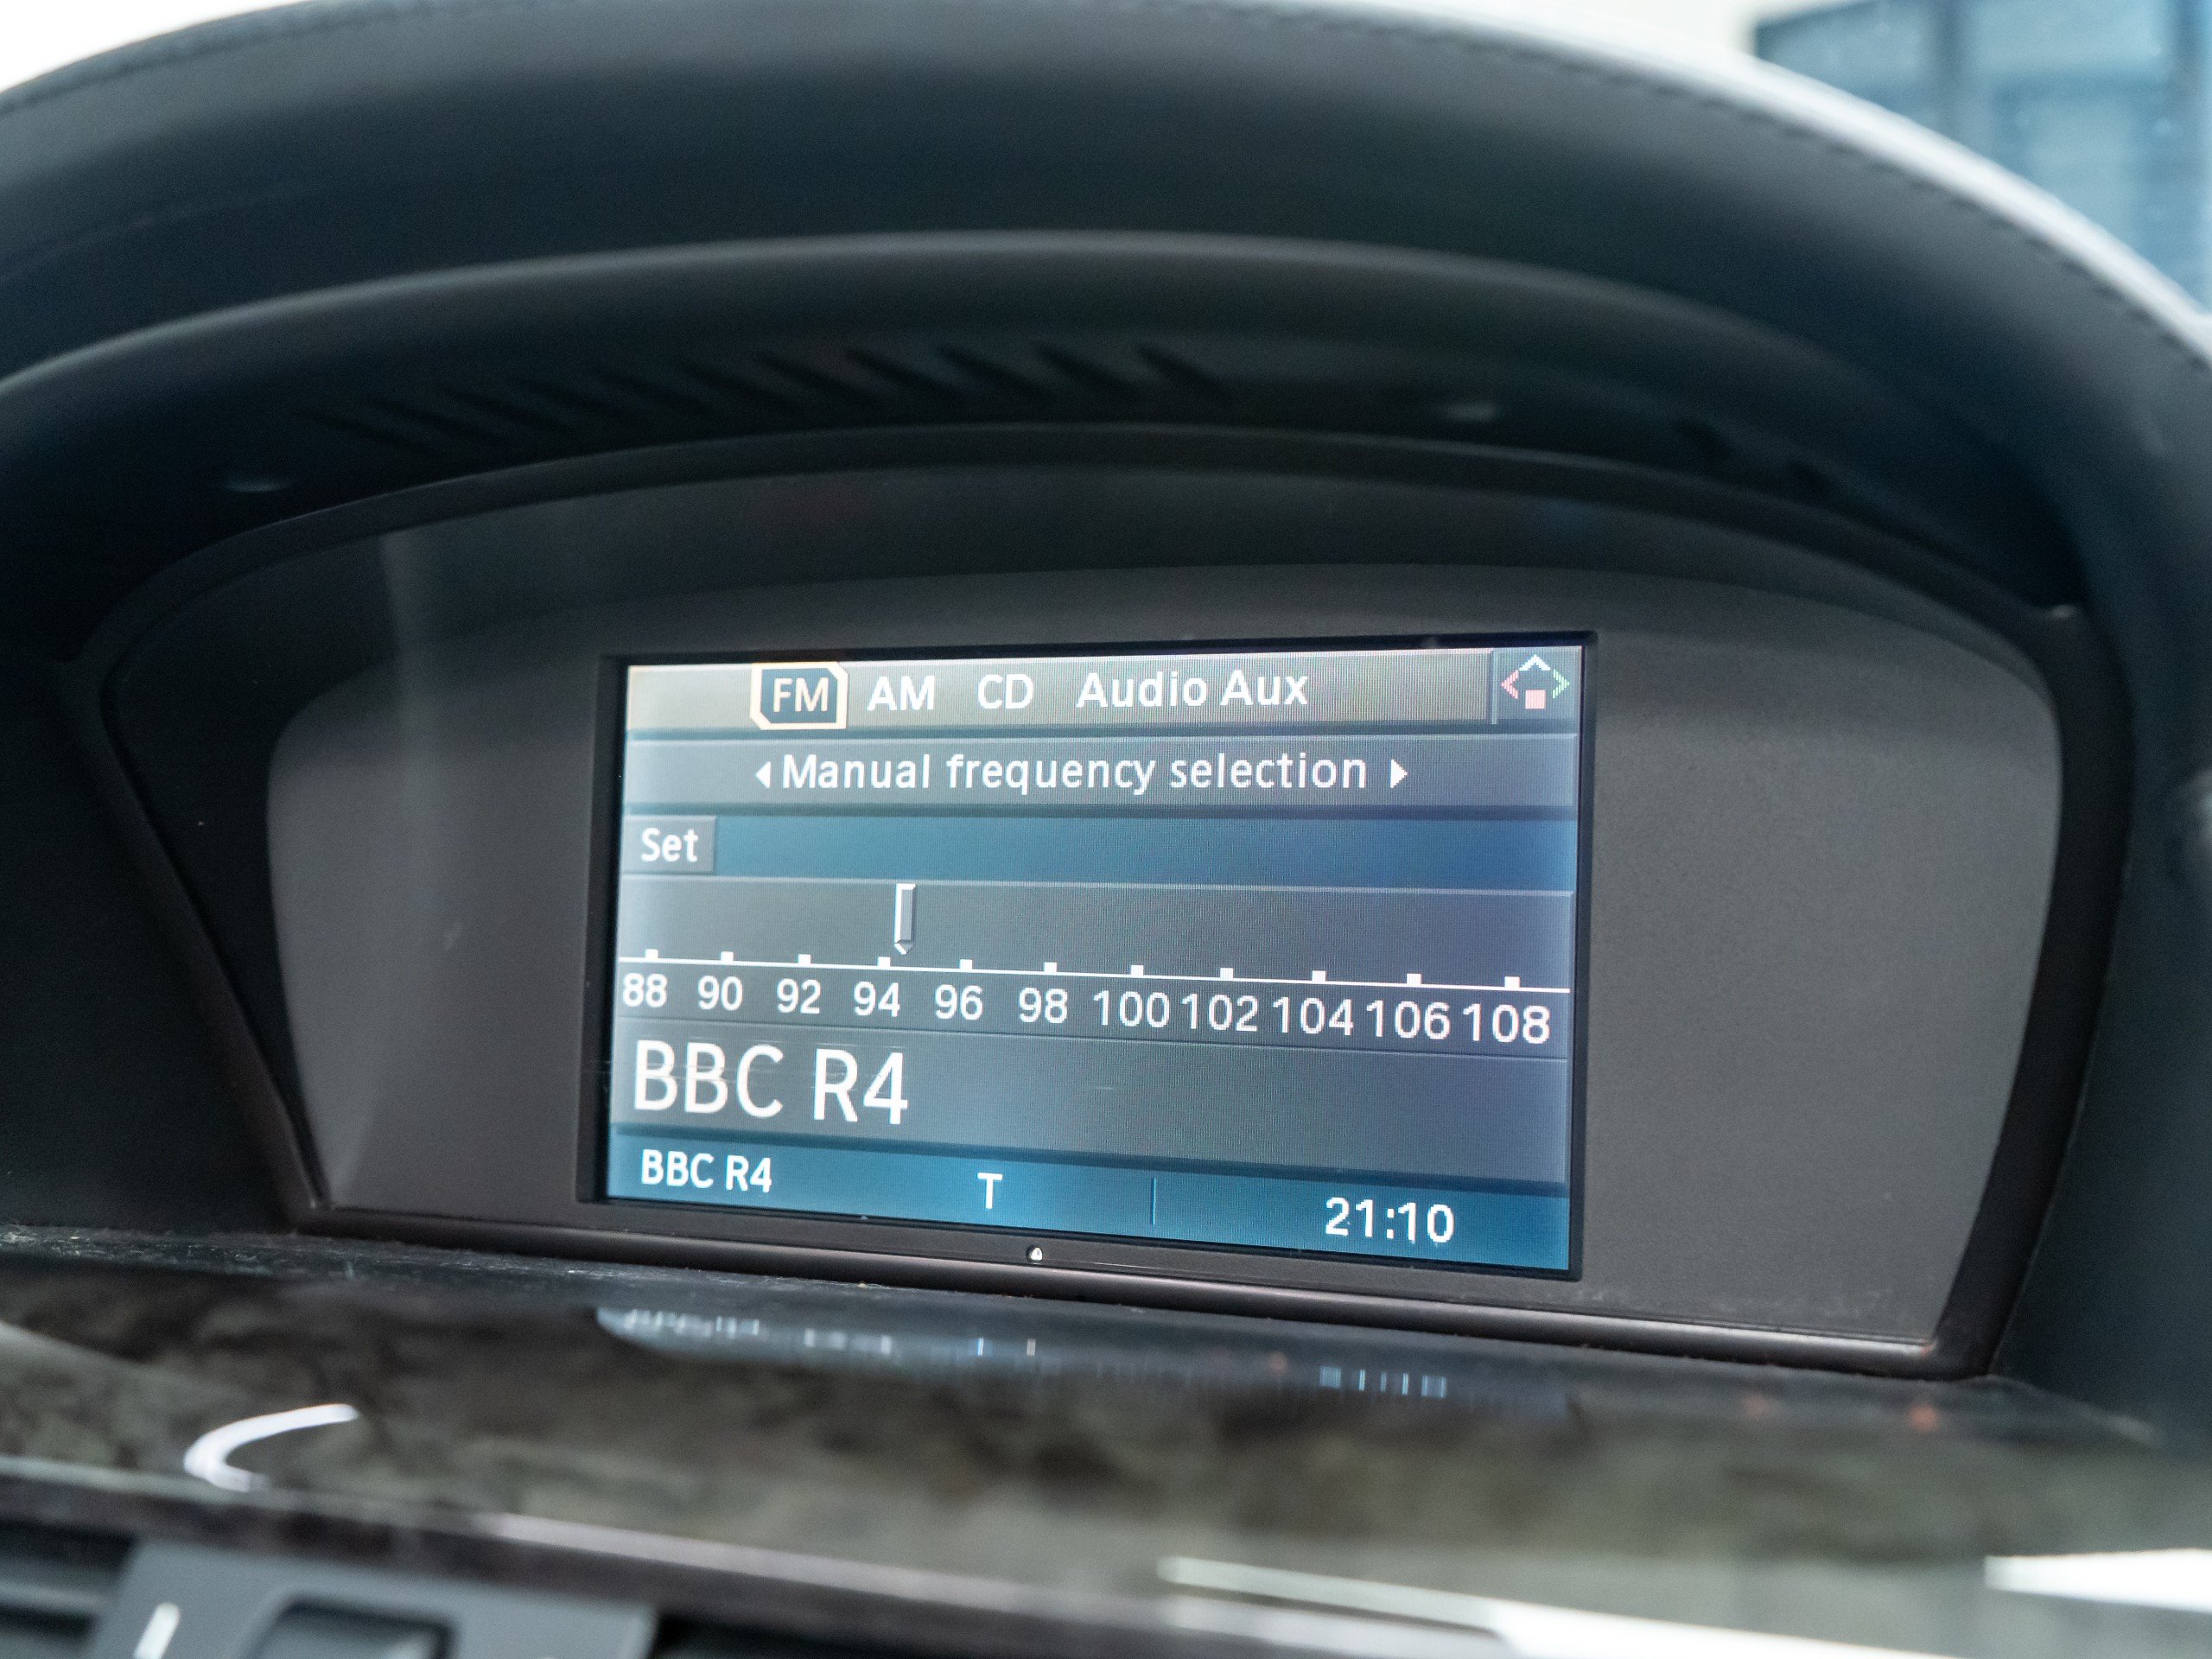 FM AM CD Audio Aux
Manual frequency selection
Set
88 90 92 94 96 98 100 102 104 106 108
BBC R4
BBC R4 T 21:10